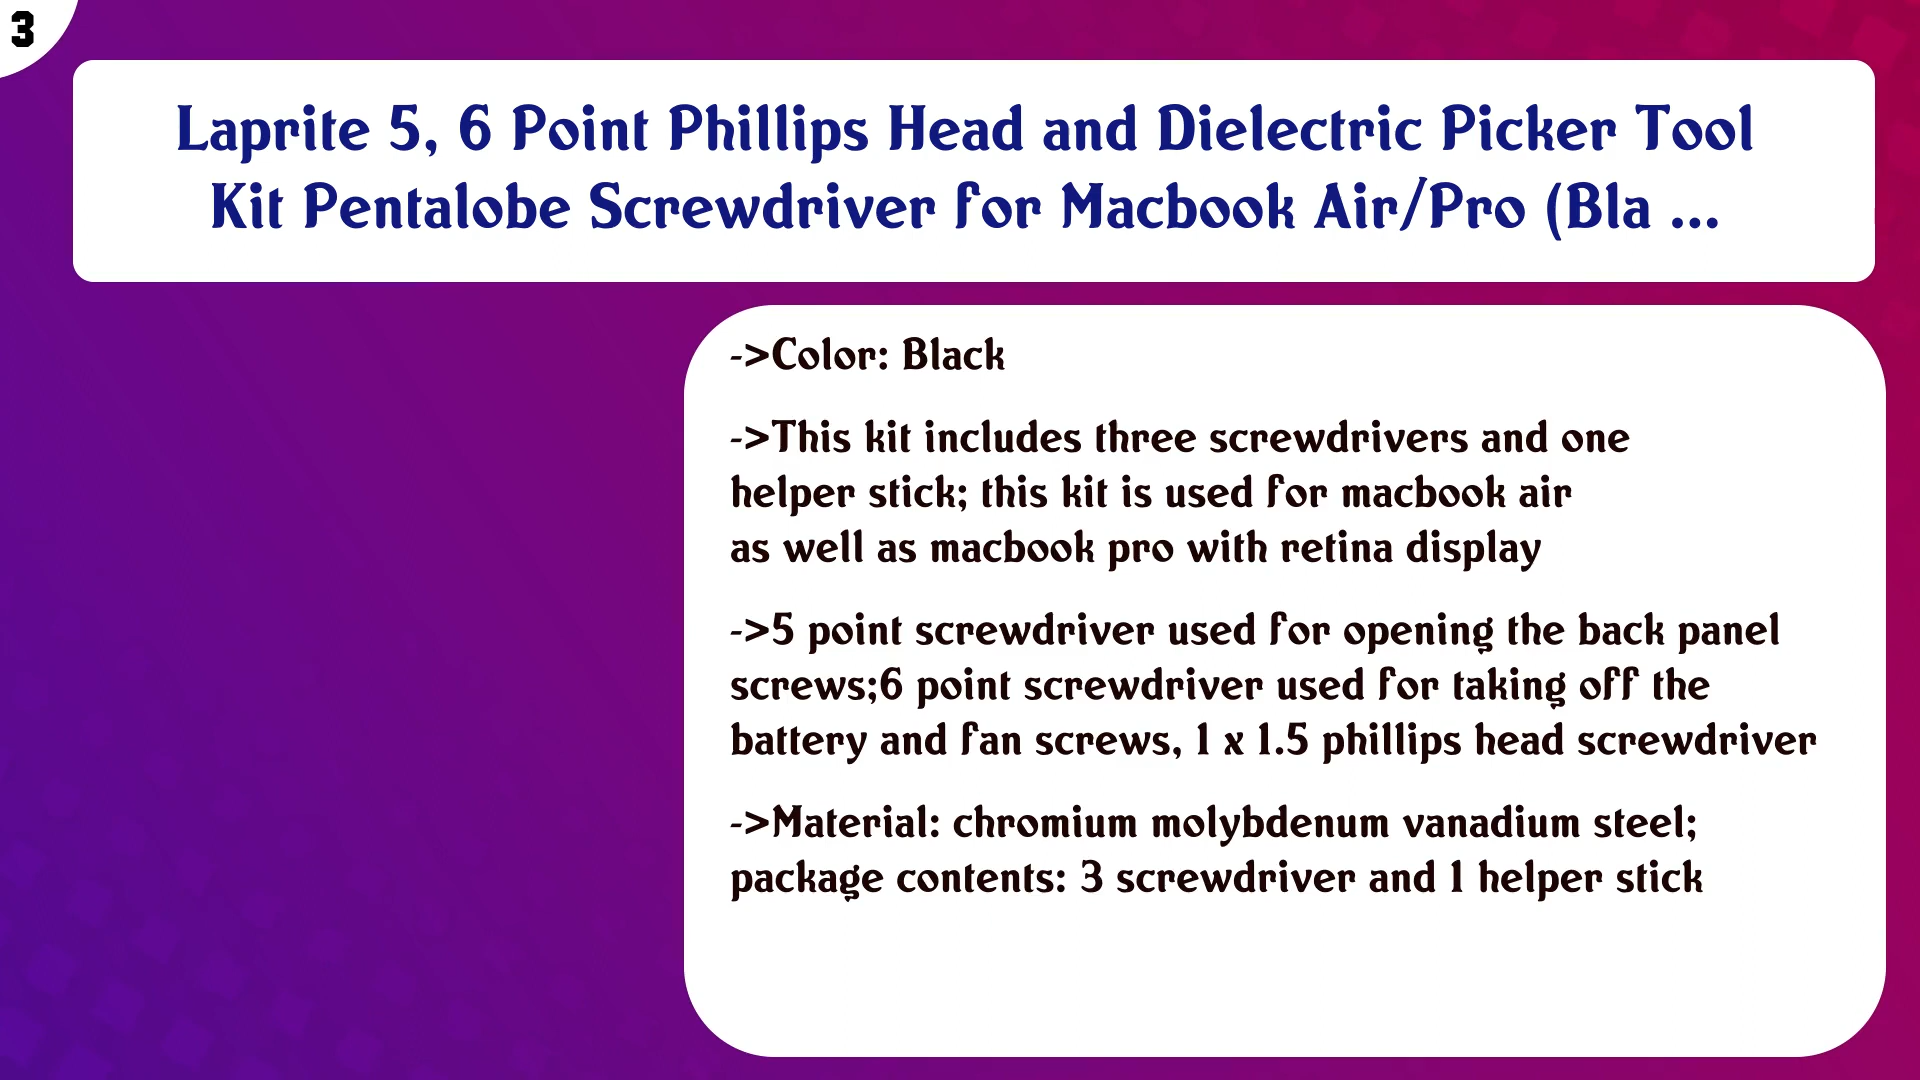 3
Laprite 5, 6 Point Phillips Head and Dielectric Picker Tool
Kit Pentalobe Screwdriver for Macbook Air/Pro (Bla ...
->Color: Black
->This kit includes three screwdrivers and one
helper stick; this kit is used for macbook air
as well as macbook pro with retina display
->5 point screwdriver used for opening the back panel
screws;6 point screwdriver used for taking off the
battery and fan screws, 1 x 1.5 phillips head screwdriver
->Material: chromium molybdenum vanadium steel;
package contents: 3 screwdriver and 1 helper stick